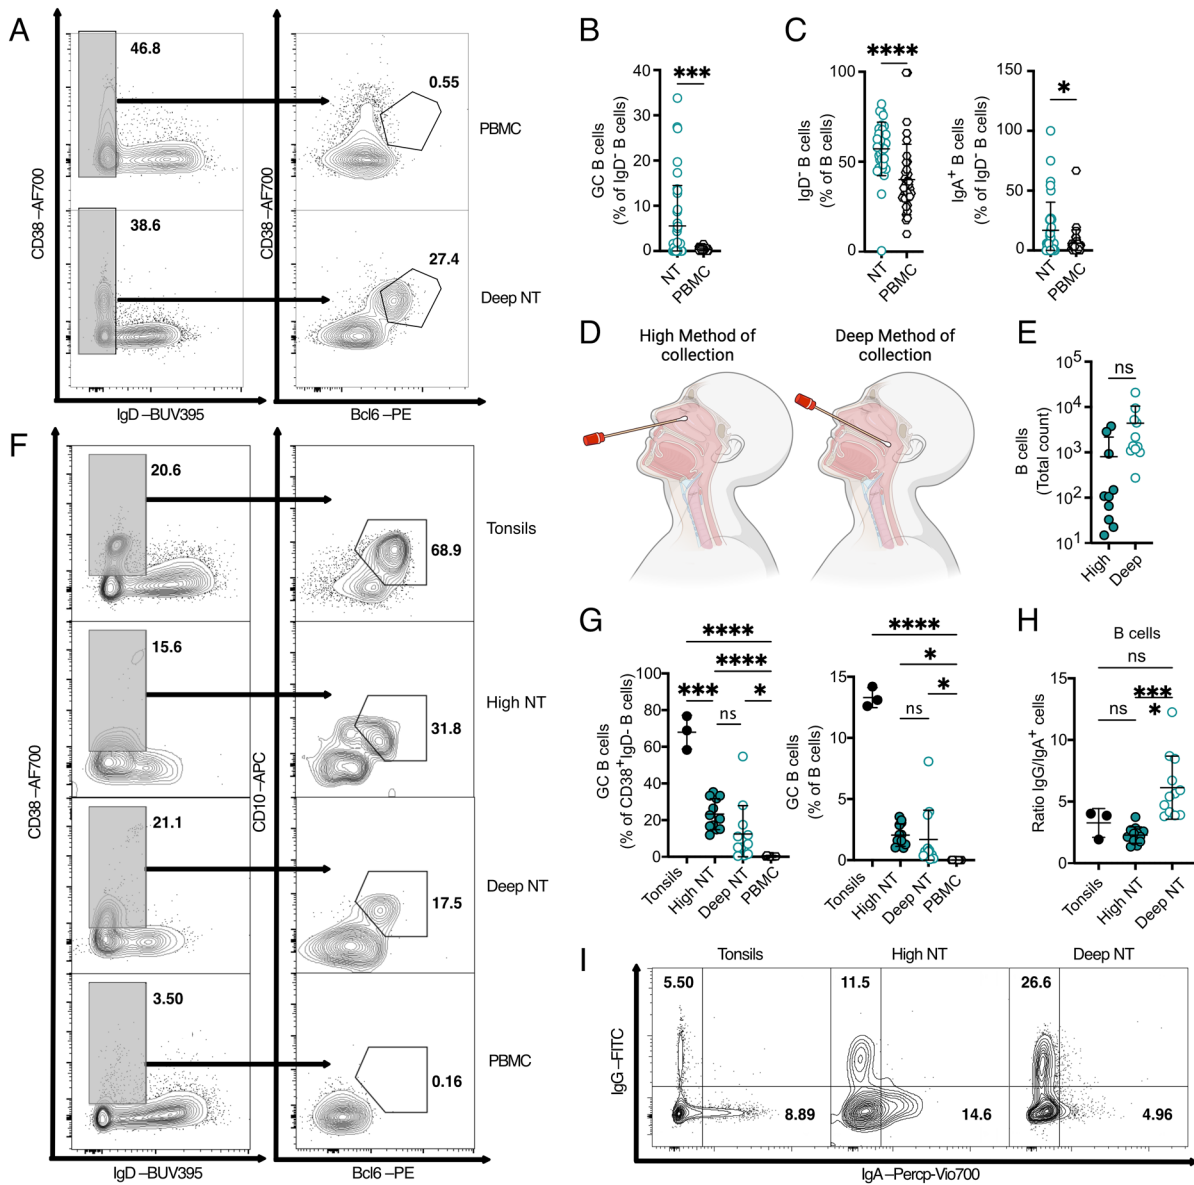 A
46.8
0.55
PBMC
CD38 –AF700
CD38 –AF700
38.6
27.4
Deep NT
IgD –BUV395
Bcl6 –PE
B
***
40
30
20
10
0
GC B cells
(% of IgD⁻ B cells)
NT
PBMC
C
****
100
50
0
IgD⁻ B cells
(% of B cells)
NT
PBMC
*
150
100
50
0
IgA⁺ B cells
(% of IgD⁻ B cells)
NT
PBMC
D
High Method of
collection
Deep Method of
collection
E
ns
10⁵
10⁴
10³
10²
10¹
B cells
(Total count)
High
Deep
F
20.6
68.9
Tonsils
15.6
31.8
High NT
CD38 –AF700
CD10 –APC
21.1
17.5
Deep NT
3.50
0.16
PBMC
IgD –BUV395
Bcl6 –PE
G
****
****
***
ns
*
100
80
60
40
20
0
GC B cells
(% of CD38⁺IgD- B cells)
Tonsils
High NT
Deep NT
PBMC
****
*
*
ns
15
10
5
0
GC B cells
(% of B cells)
Tonsils
High NT
Deep NT
PBMC
H
B cells
ns
ns
***
*
15
10
5
0
Ratio IgG/IgA⁺ cells
Tonsils
High NT
Deep NT
I
Tonsils
High NT
Deep NT
5.50
11.5
26.6
IgG –FITC
8.89
14.6
4.96
IgA –Percp-Vio700